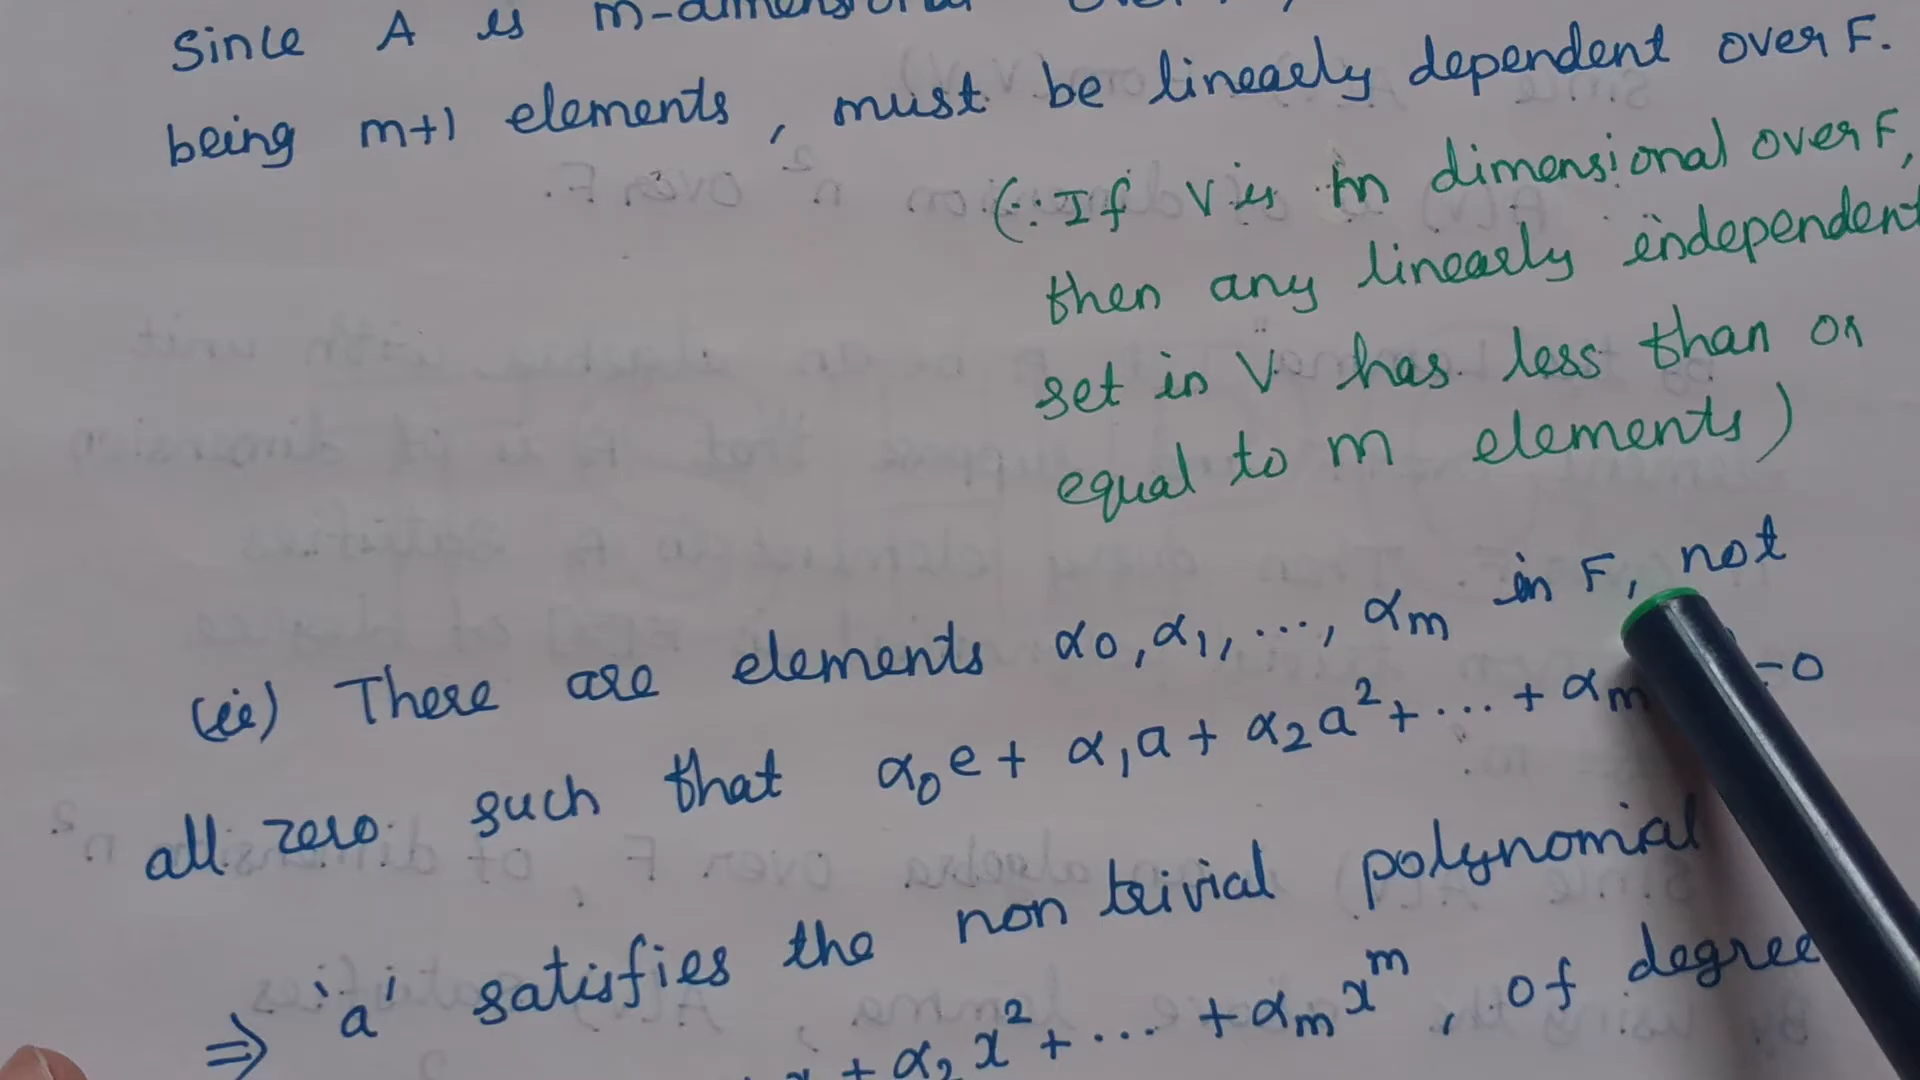 Since A is m-dimensional
being m+1 elements, must be linearly dependent over F.
(∵ If V is m dimensional over F,
then any linearly independent
set in V has less than or
equal to m elements)
(ii) There are elements α0, α1, ..., αm in F, not
all zero such that α₀e + α₁a + α₂a² + ... + αm =0
⇒ 'a' satisfies the non trivial polynomial
+ α₂x² + ... + αm xᵐ, of degree